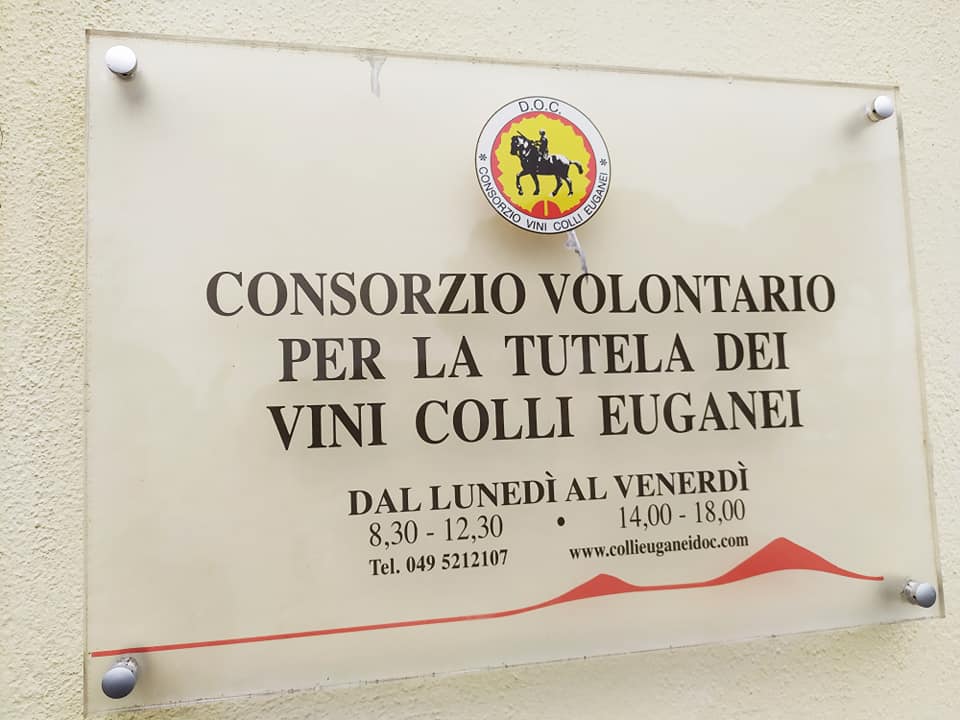 D.O.C.
* CONSORZIO VINI COLLI EUGANEI *
CONSORZIO VOLONTARIO
PER LA TUTELA DEI
VINI COLLI EUGANEI
DAL LUNEDÌ AL VENERDÌ
8,30 - 12,30 • 14,00 - 18,00
Tel. 049 5212107 www.collieuganeidoc.com